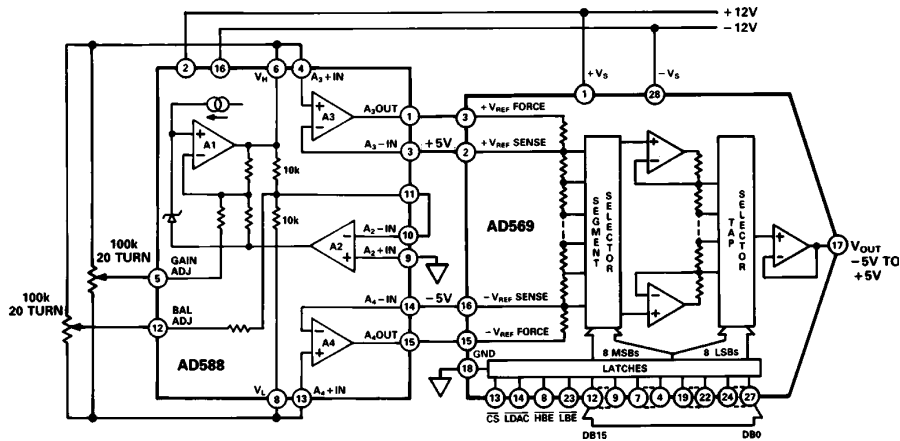 +12V
-12V
2
16
6
4
VH
A3+IN
+VS
-VS
1
28
A1
A3
A3OUT
1
3
+VREF FORCE
A3-IN
3
+5V
2
+VREF SENSE
10k
11
10k
A2
A2-IN
10
A2+IN
9
AD569
SEGMENT
SELECTOR
TAP
SELECTOR
17
VOUT
-5V TO
+5V
100k
20 TURN
5
GAIN
ADJ
100k
20 TURN
12
BAL
ADJ
A4-IN
14
-5V
16
-VREF SENSE
A4
A4OUT
15
15
-VREF FORCE
AD588
GND
18
8 MSBs
8 LSBs
LATCHES
VL
8
13
A4+IN
13
14
8
23
12
9
7
4
19
22
24
27
CS
LDAC
HBE
LBE
DB15
DB0